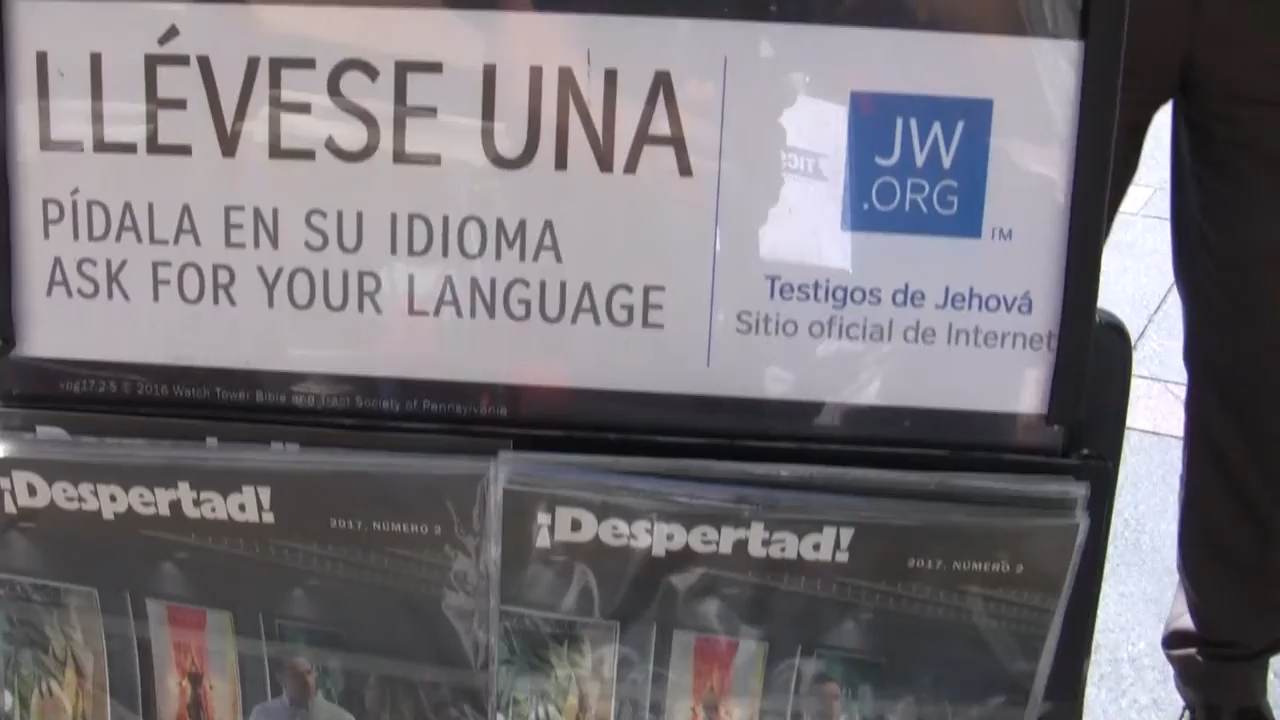 LLÉVESE UNA
PÍDALA EN SU IDIOMA
ASK FOR YOUR LANGUAGE
JW
.ORG
TM
Testigos de Jehová
Sitio oficial de Internet
© 2016 Watch Tower Bible and Tract Society of Pennsylvania
¡Despertad!
2017, NÚMERO 2
¡Despertad!
2017, NÚMERO 2